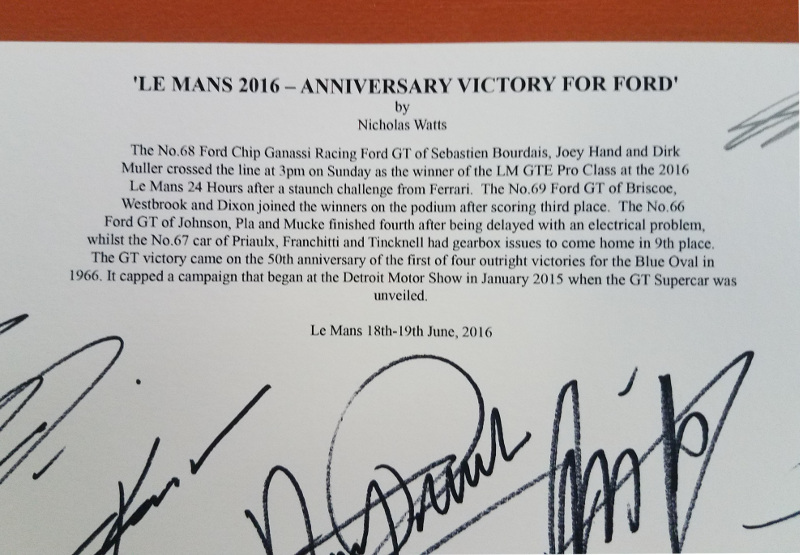 'LE MANS 2016 – ANNIVERSARY VICTORY FOR FORD'
by
Nicholas Watts
The No.68 Ford Chip Ganassi Racing Ford GT of Sebastien Bourdais, Joey Hand and Dirk
Muller crossed the line at 3pm on Sunday as the winner of the LM GTE Pro Class at the 2016
Le Mans 24 Hours after a staunch challenge from Ferrari. The No.69 Ford GT of Briscoe,
Westbrook and Dixon joined the winners on the podium after scoring third place. The No.66
Ford GT of Johnson, Pla and Mucke finished fourth after being delayed with an electrical problem,
whilst the No.67 car of Priaulx, Franchitti and Tincknell had gearbox issues to come home in 9th place.
The GT victory came on the 50th anniversary of the first of four outright victories for the Blue Oval in
1966. It capped a campaign that began at the Detroit Motor Show in January 2015 when the GT Supercar was
unveiled.
Le Mans 18th-19th June, 2016